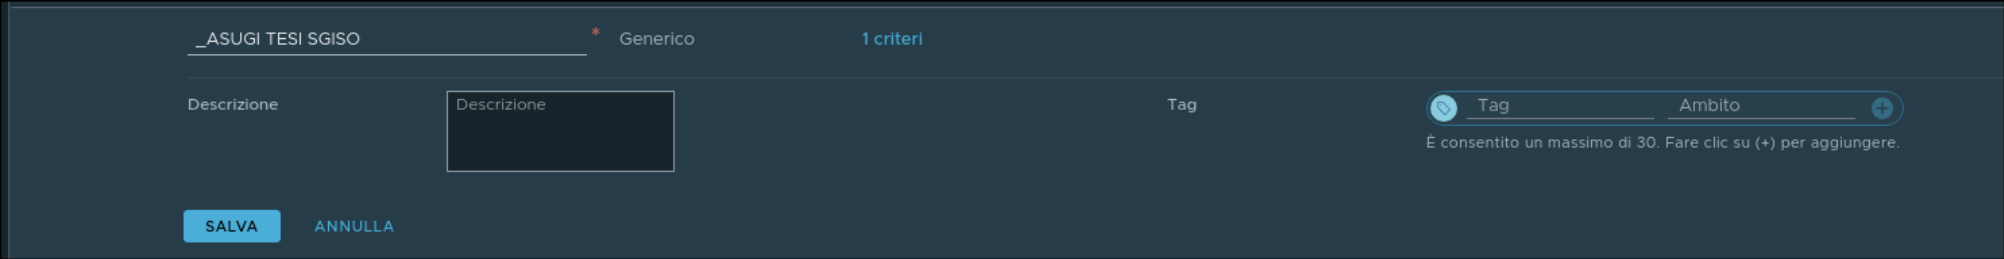 _ASUGI TESI SGISO * Generico 1 criteri
Descrizione Descrizione Tag Tag Ambito
È consentito un massimo di 30. Fare clic su (+) per aggiungere.
SALVA ANNULLA